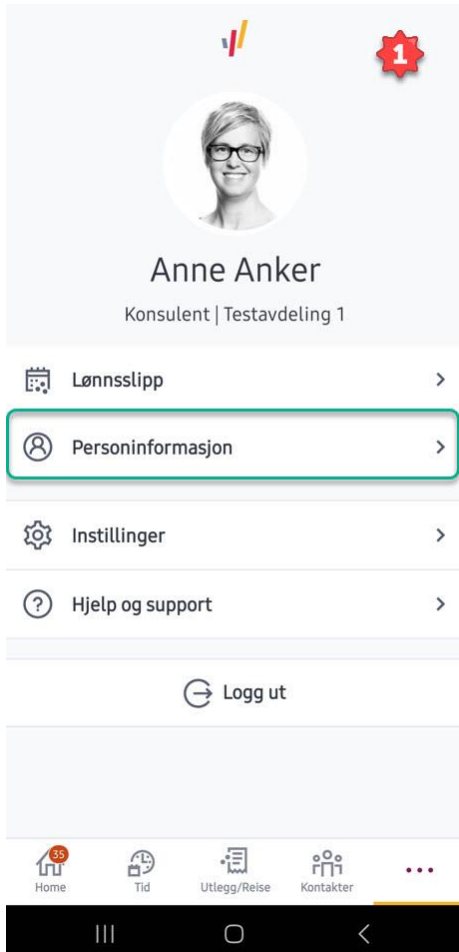 1
Anne Anker
Konsulent | Testavdeling 1
Lønnsslipp
Personinformasjon
Instillinger
Hjelp og support
Logg ut
35
Home Tid Utlegg/Reise Kontakter